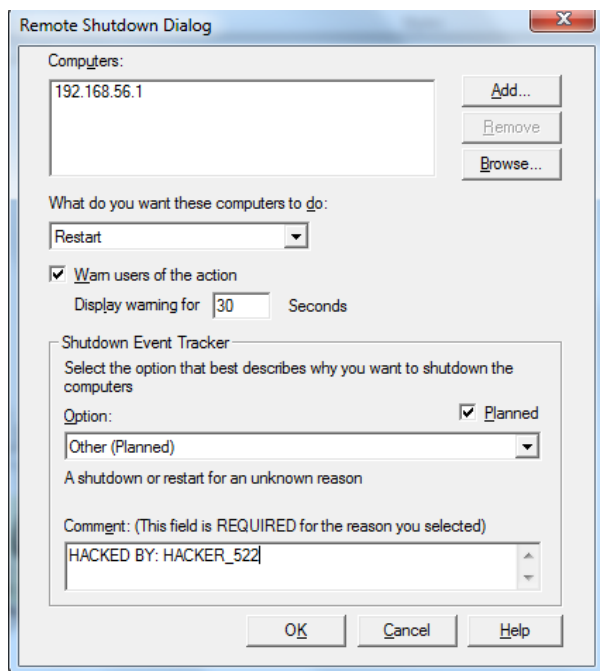 Remote Shutdown Dialog
Computers:
192.168.56.1
Add...
Remove
Browse...
What do you want these computers to do:
Restart
Warn users of the action
Display warning for 30 Seconds
Shutdown Event Tracker
Select the option that best describes why you want to shutdown the
computers
Option:
Planned
Other (Planned)
A shutdown or restart for an unknown reason
Comment: (This field is REQUIRED for the reason you selected)
HACKED BY: HACKER_522
OK
Cancel
Help